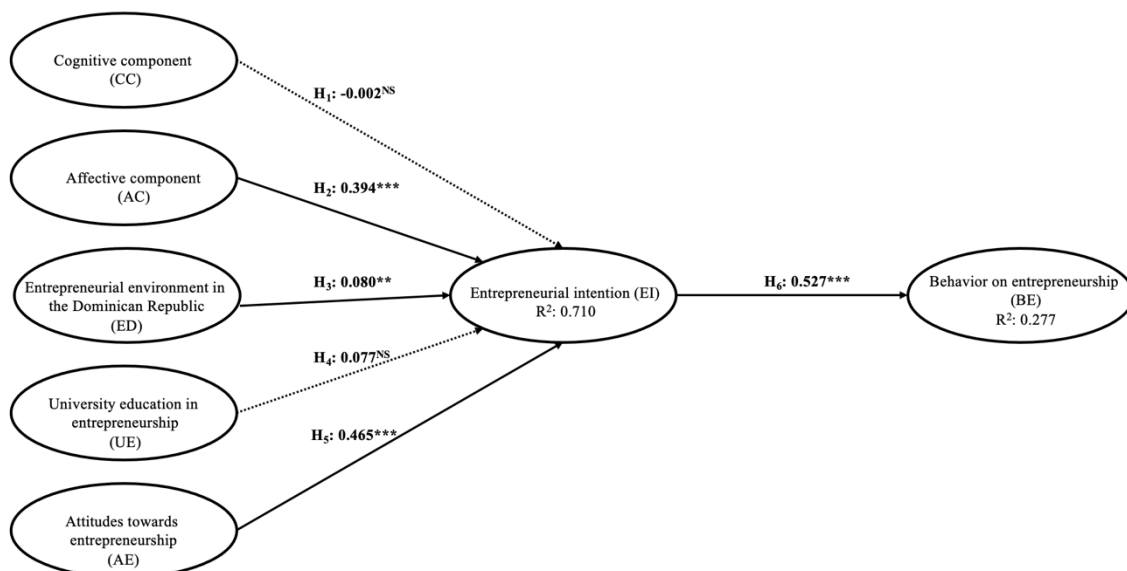 Cognitive component
(CC)
H₁: -0.002ᴺˢ
Affective component
(AC)
H₂: 0.394***
Entrepreneurial environment in
the Dominican Republic
(ED)
H₃: 0.080**
Entrepreneurial intention (EI)
R²: 0.710
H₆: 0.527***
Behavior on entrepreneurship
(BE)
R²: 0.277
H₄: 0.077ᴺˢ
University education in
entrepreneurship
(UE)
H₅: 0.465***
Attitudes towards
entrepreneurship
(AE)